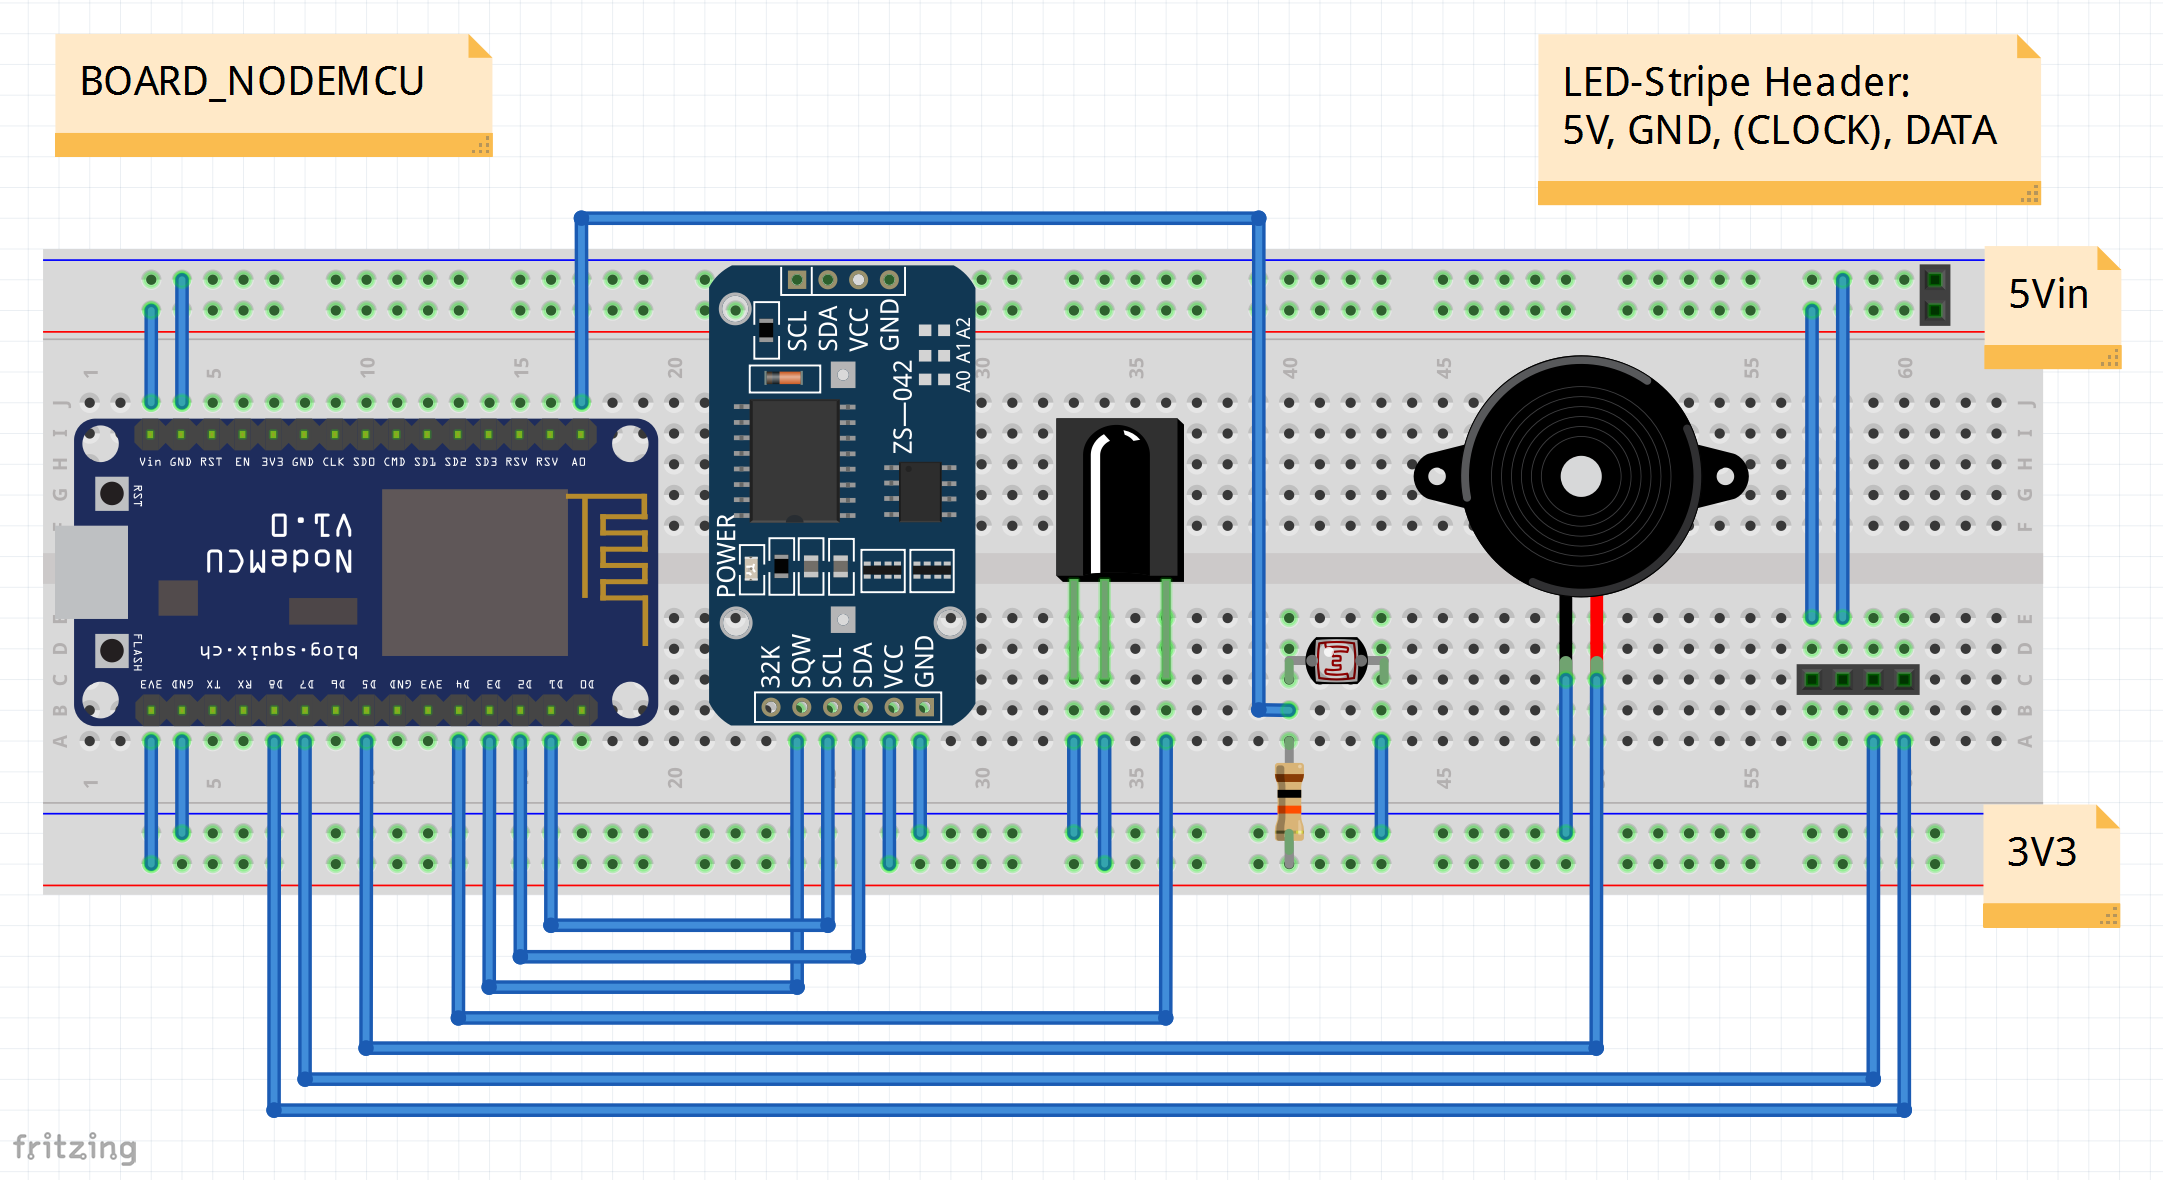 BOARD_NODEMCU
LED-Stripe Header:
5V, GND, (CLOCK), DATA
5Vin
3V3
1 5 10 15 20 30 35 40 45 55 60
J
I
H
G
F
E
D
C
B
A
J
I
H
G
F
E
D
C
B
A
Vin GND RST EN 3V3 GND CLK SD0 CMD SD1 SD2 SD3 RSV RSV A0
RST
NodeMCU
V1.0
FLASH
blog.squix.ch
3V3 GND TX RX D8 D7 D6 D5 GND 3V3 D4 D3 D2 D1 D0
SCL
SDA
VCC
GND
A0 A1 A2
ZS-042
POWER
32K
SQW
SCL
SDA
VCC
GND
1 5 20 30 35 45 55
fritzing